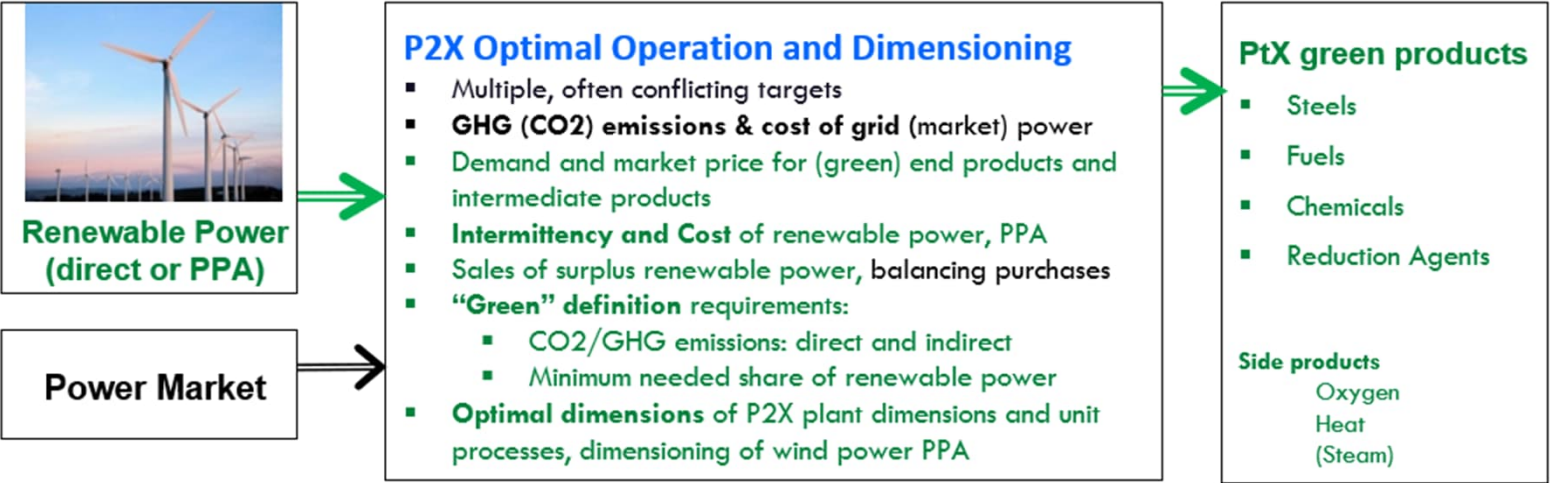 Renewable Power
(direct or PPA)
Power Market
P2X Optimal Operation and Dimensioning
▪ Multiple, often conflicting targets
▪ GHG (CO2) emissions & cost of grid (market) power
▪ Demand and market price for (green) end products and
intermediate products
▪ Intermittency and Cost of renewable power, PPA
▪ Sales of surplus renewable power, balancing purchases
▪ “Green” definition requirements:
▪ CO2/GHG emissions: direct and indirect
▪ Minimum needed share of renewable power
▪ Optimal dimensions of P2X plant dimensions and unit
processes, dimensioning of wind power PPA
PtX green products
▪ Steels
▪ Fuels
▪ Chemicals
▪ Reduction Agents
Side products
Oxygen
Heat
(Steam)